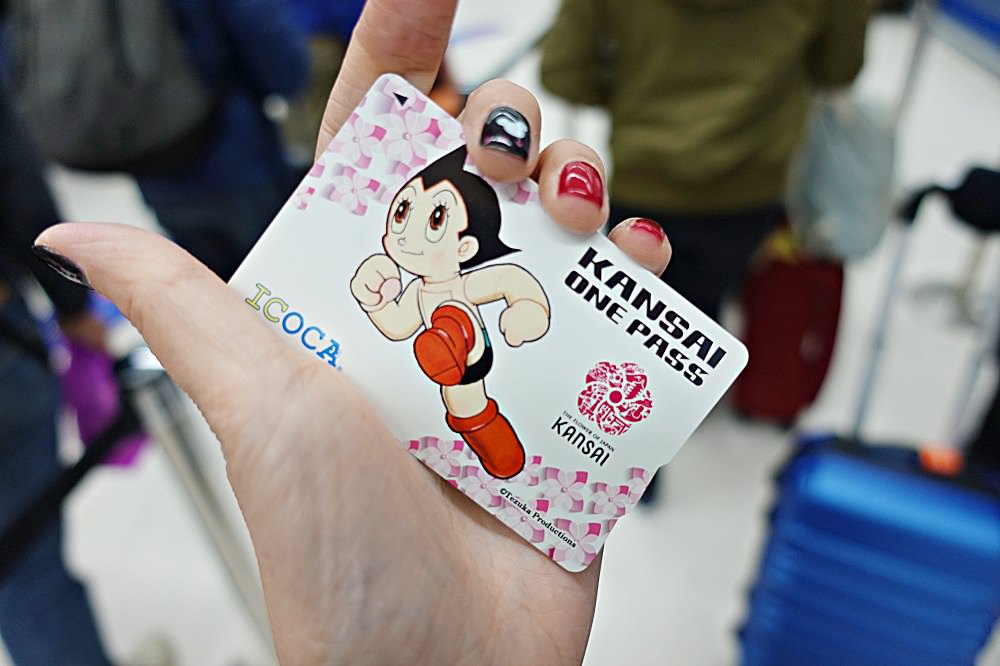 ICOCA
KANSAI
ONE PASS
THE FLOWER OF JAPAN
KANSAI
©Tezuka Productions